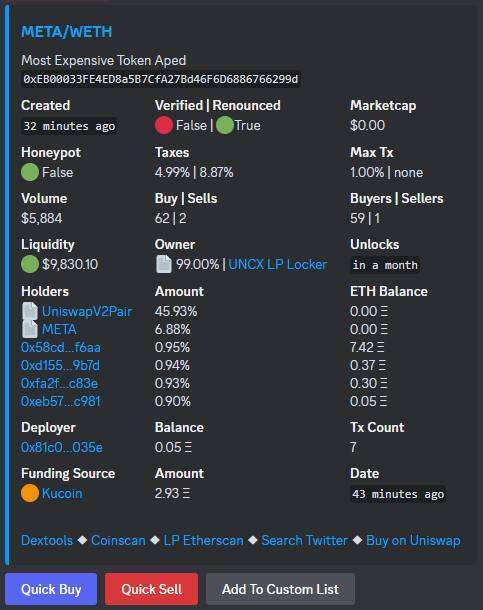 META/WETH
Most Expensive Token Aped
0xEB00033FE4ED8a5B7CfA27Bd46F6D6886766299d
Created Verified | Renounced Marketcap
32 minutes ago False | True $0.00
Honeypot Taxes Max Tx
False 4.99% | 8.87% 1.00% | none
Volume Buy | Sells Buyers | Sellers
$5,884 62 | 2 59 | 1
Liquidity Owner Unlocks
$9,830.10 99.00% | UNCX LP Locker in a month
Holders Amount ETH Balance
UniswapV2Pair 45.93% 0.00 Ξ
META 6.88% 0.00 Ξ
0x58cd...f6aa 0.95% 7.42 Ξ
0xd155...9b7d 0.94% 0.37 Ξ
0xfa2f...c83e 0.93% 0.30 Ξ
0xeb57...c981 0.90% 0.05 Ξ
Deployer Balance Tx Count
0x81c0...035e 0.05 Ξ 7
Funding Source Amount Date
Kucoin 2.93 Ξ 43 minutes ago
Dextools ◆ Coinscan ◆ LP Etherscan ◆ Search Twitter ◆ Buy on Uniswap
Quick Buy Quick Sell Add To Custom List